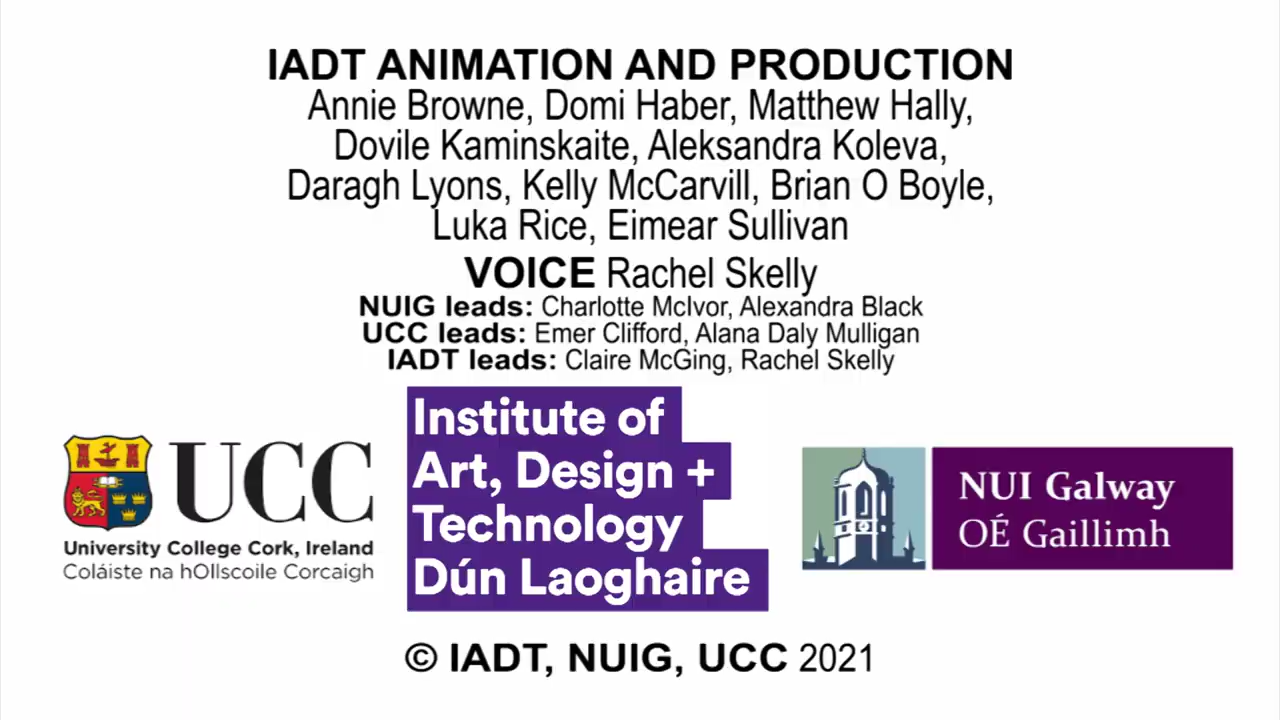 IADT ANIMATION AND PRODUCTION
Annie Browne, Domi Haber, Matthew Hally,
Dovile Kaminskaite, Aleksandra Koleva,
Daragh Lyons, Kelly McCarvill, Brian O Boyle,
Luka Rice, Eimear Sullivan
VOICE Rachel Skelly
NUIG leads: Charlotte McIvor, Alexandra Black
UCC leads: Emer Clifford, Alana Daly Mulligan
IADT leads: Claire McGing, Rachel Skelly
UCC
University College Cork, Ireland
Coláiste na hOllscoile Corcaigh
Institute of
Art, Design +
Technology
Dún Laoghaire
NUI Galway
OÉ Gaillimh
© IADT, NUIG, UCC 2021